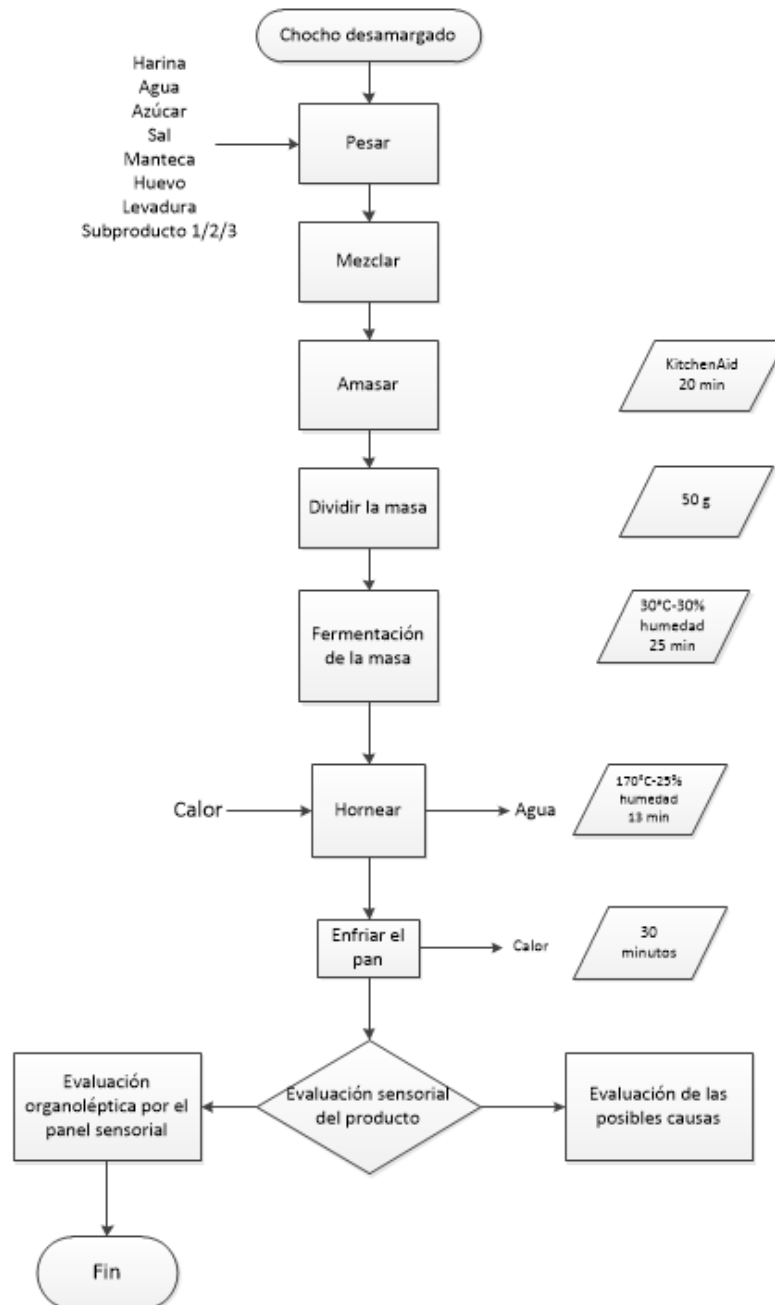 Chocho desamargado
Harina
Agua
Azúcar
Sal
Manteca
Huevo
Levadura
Subproducto 1/2/3
Pesar
Mezclar
Amasar
KitchenAid
20 min
Dividir la masa
50 g
Fermentación
de la masa
30°C-30%
humedad
25 min
Calor
Hornear
Agua
170°C-25%
humedad
13 min
Enfriar el
pan
Calor
30
minutos
Evaluación
organoléptica por el
panel sensorial
Evaluación sensorial
del producto
Evaluación de las
posibles causas
Fin